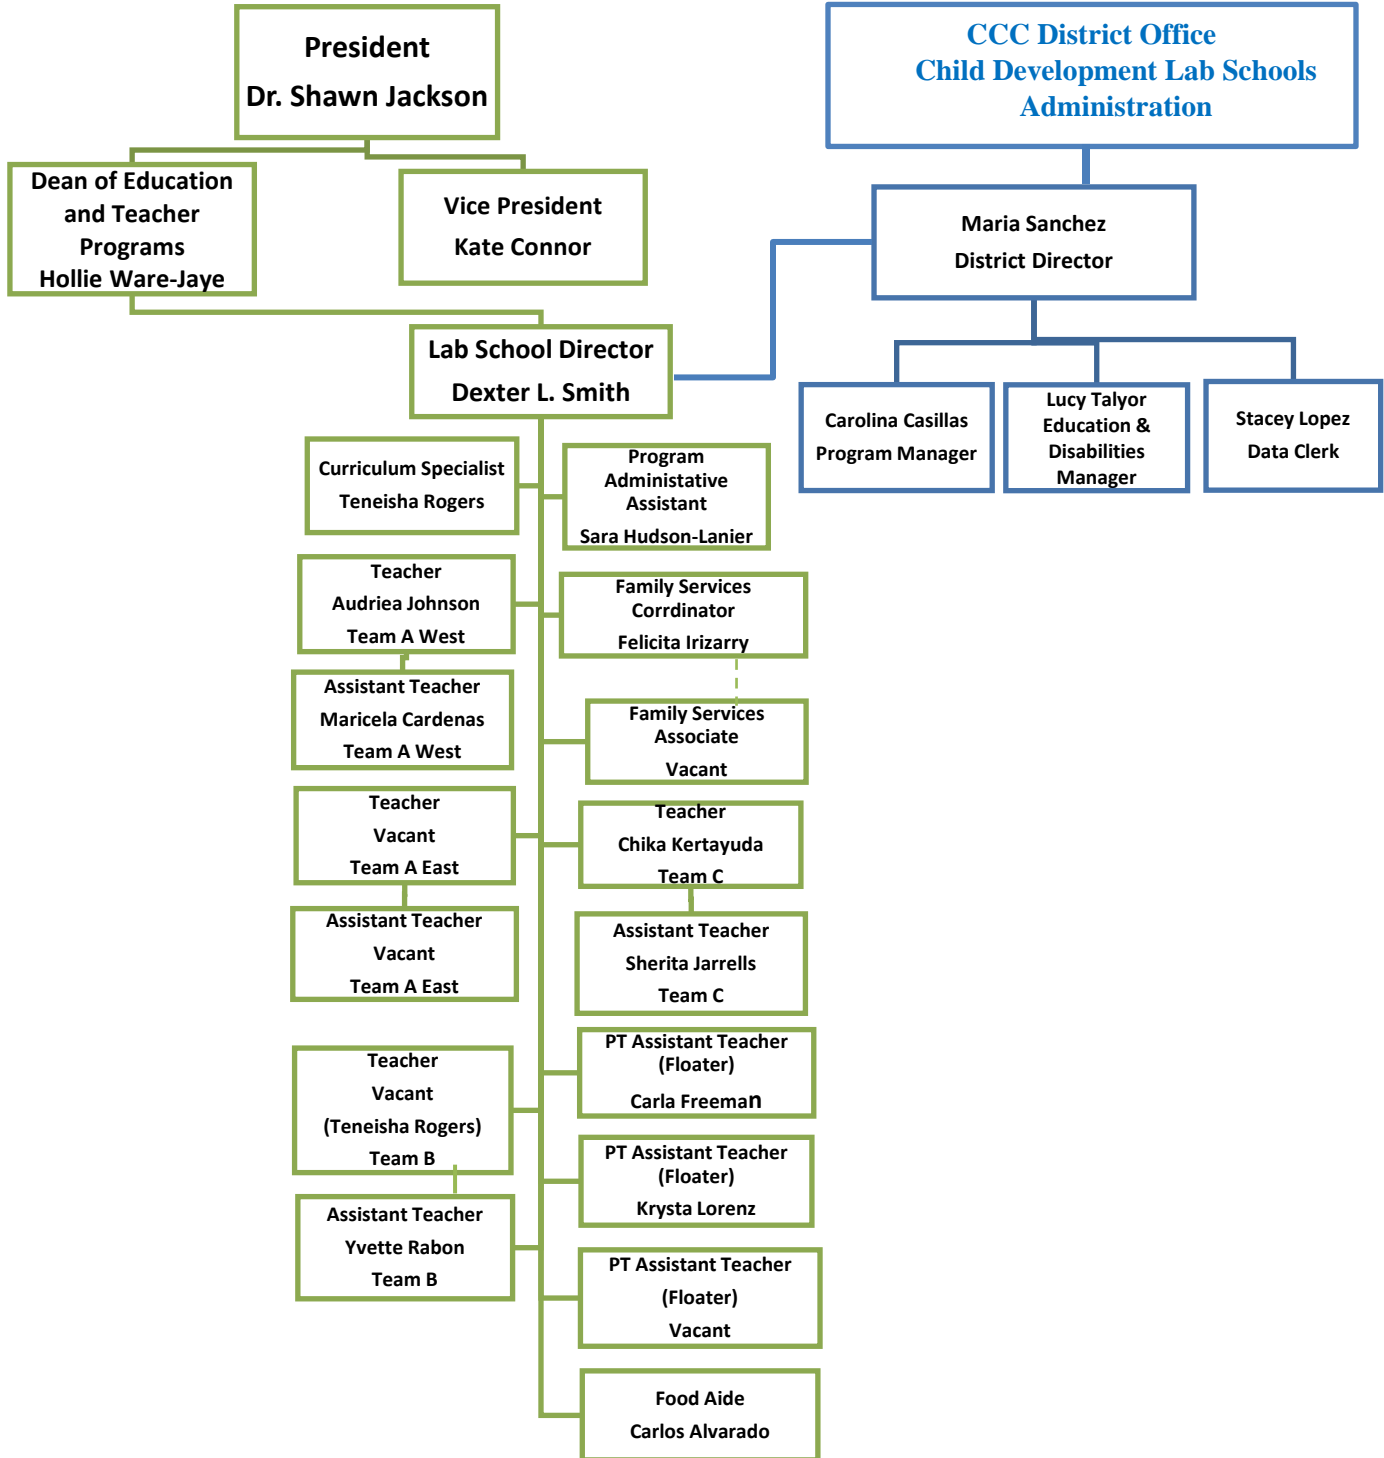 President
Dr. Shawn Jackson
CCC District Office
Child Development Lab Schools
Administration
Dean of Education
and Teacher
Programs
Hollie Ware-Jaye
Vice President
Kate Connor
Maria Sanchez
District Director
Lab School Director
Dexter L. Smith
Carolina Casillas
Program Manager
Lucy Talyor
Education &
Disabilities
Manager
Stacey Lopez
Data Clerk
Curriculum Specialist
Teneisha Rogers
Program
Administative
Assistant
Sara Hudson-Lanier
Teacher
Audriea Johnson
Team A West
Family Services
Corrdinator
Felicita Irizarry
Assistant Teacher
Maricela Cardenas
Team A West
Family Services
Associate
Vacant
Teacher
Vacant
Team A East
Teacher
Chika Kertayuda
Team C
Assistant Teacher
Vacant
Team A East
Assistant Teacher
Sherita Jarrells
Team C
Teacher
Vacant
(Teneisha Rogers)
Team B
PT Assistant Teacher
(Floater)
Carla Freeman
PT Assistant Teacher
(Floater)
Krysta Lorenz
Assistant Teacher
Yvette Rabon
Team B
PT Assistant Teacher
(Floater)
Vacant
Food Aide
Carlos Alvarado